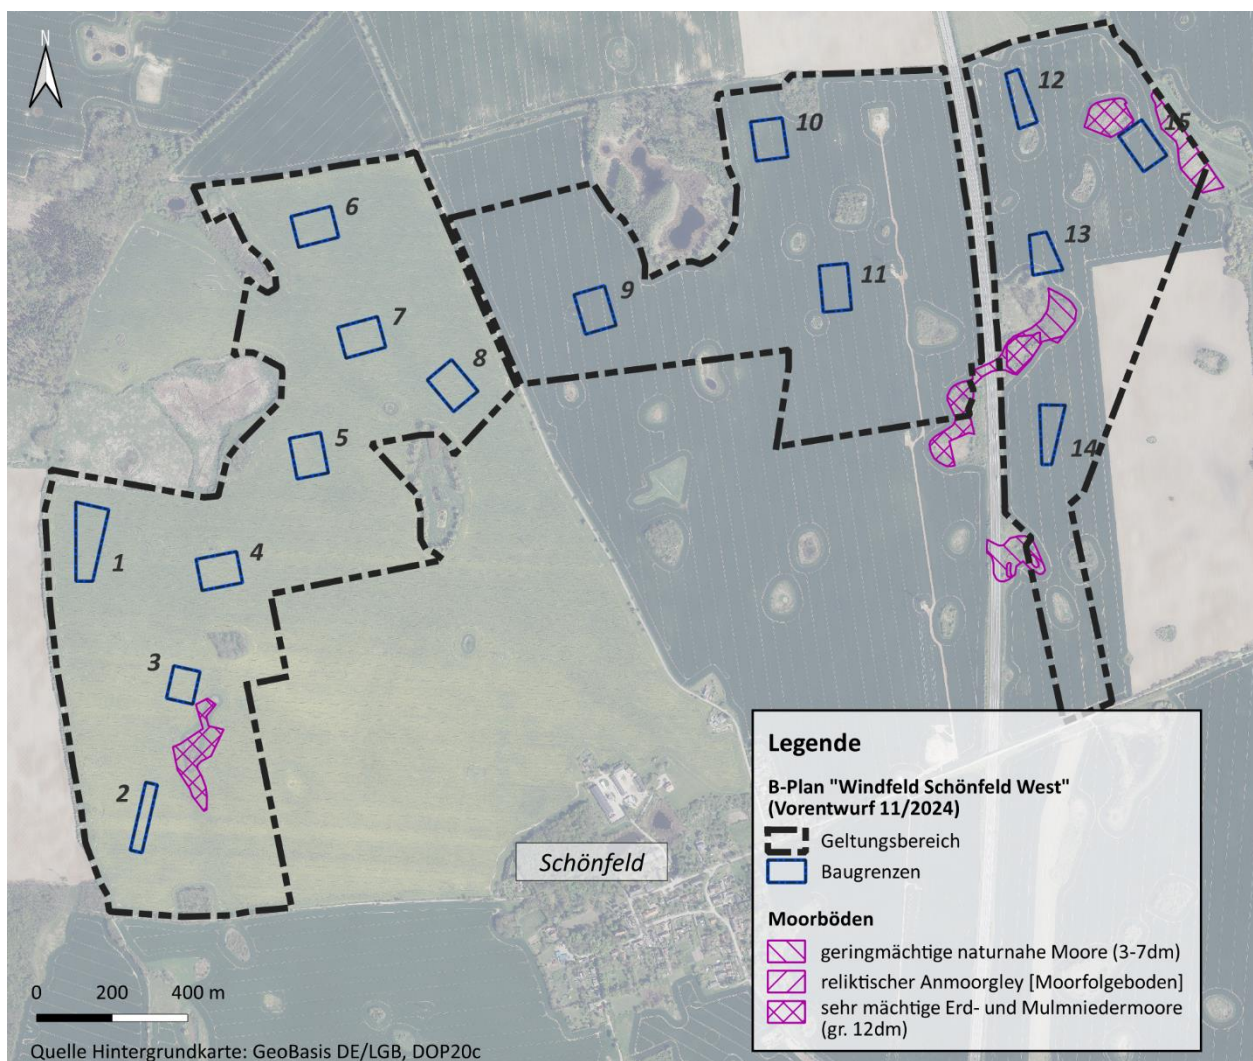 N
12
10
15
6
13
9
11
7
8
5
14
1
4
3
2
Schönfeld
Legende
B-Plan "Windfeld Schönfeld West"
(Vorentwurf 11/2024)
Geltungsbereich
Baugrenzen
Moorböden
geringmächtige naturnahe Moore (3-7dm)
reliktischer Anmoorgley [Moorfolgeboden]
sehr mächtige Erd- und Mulmniedermoore
(gr. 12dm)
0 200 400 m
Quelle Hintergrundkarte: GeoBasis DE/LGB, DOP20c